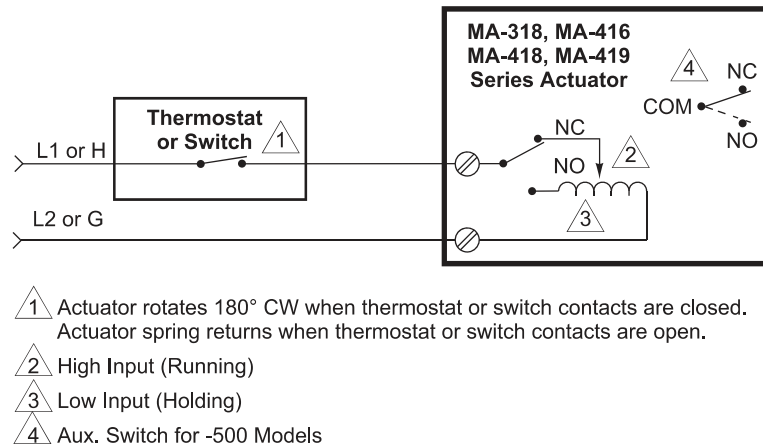 MA-318, MA-416
MA-418, MA-419
Series Actuator
4
NC
COM
NO
Thermostat
or Switch
1
L1 or H
NC
2
NO
3
L2 or G
1 Actuator rotates 180° CW when thermostat or switch contacts are closed.
Actuator spring returns when thermostat or switch contacts are open.
2 High Input (Running)
3 Low Input (Holding)
4 Aux. Switch for -500 Models